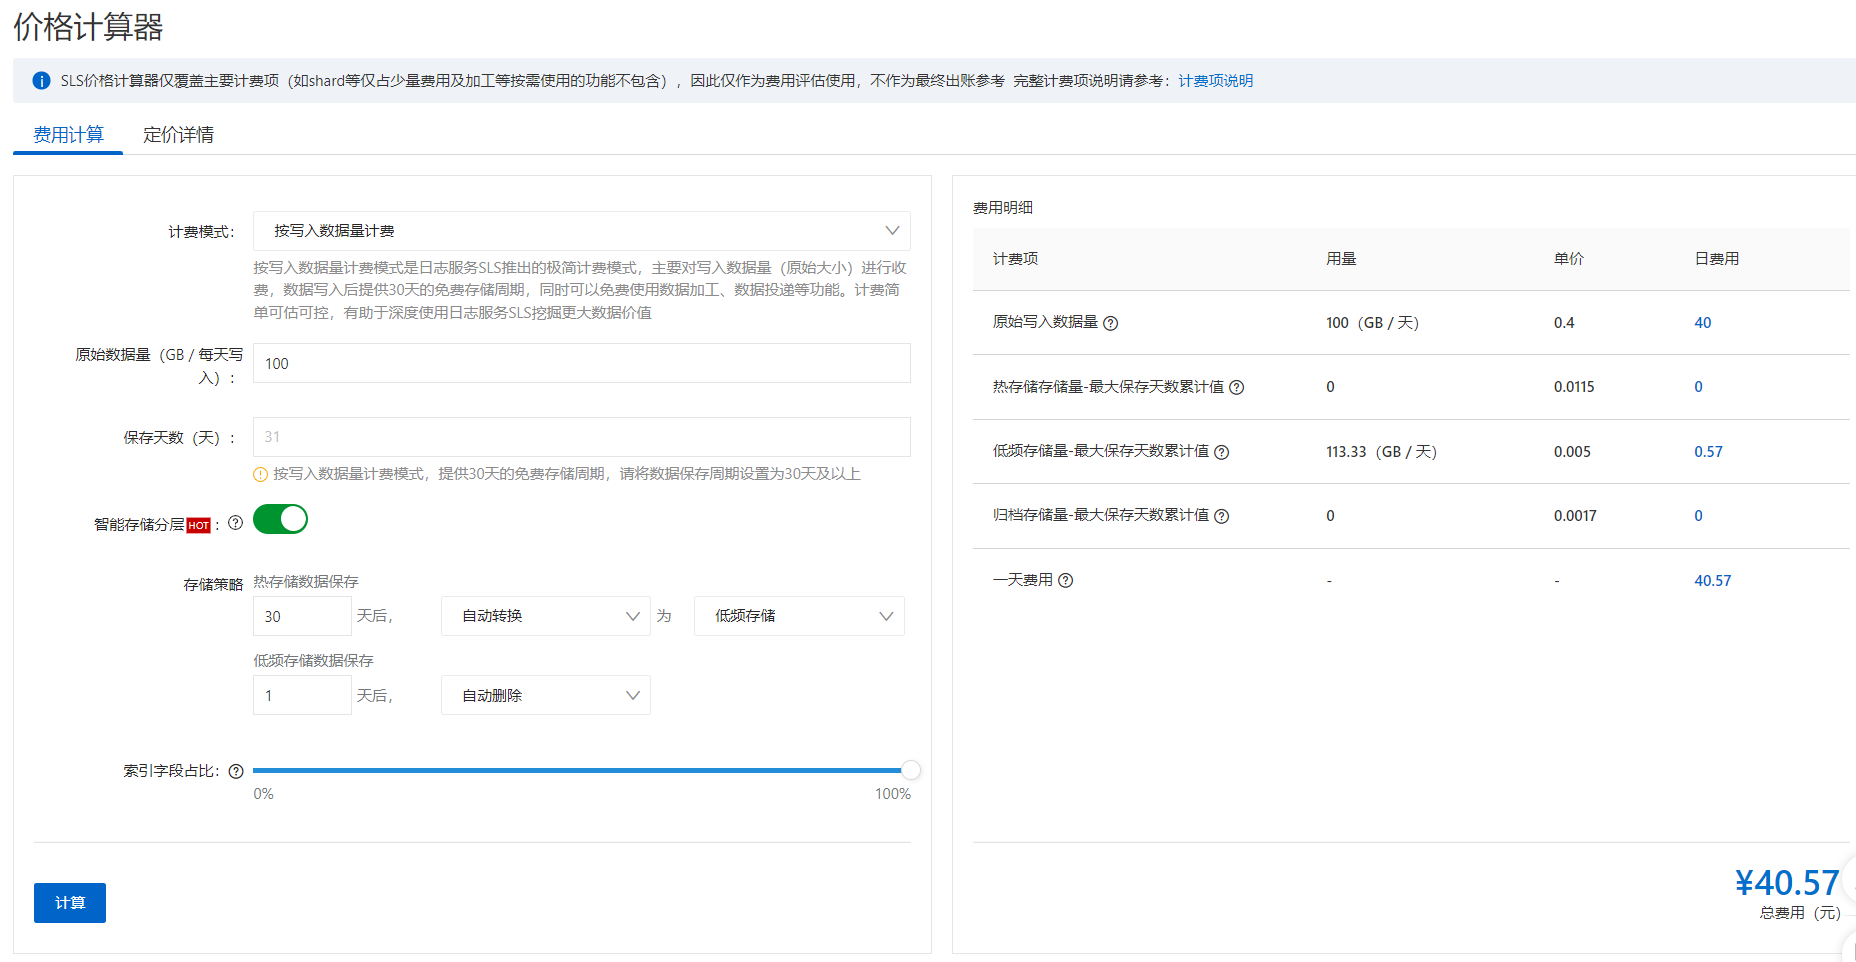 价格计算器
SLS价格计算器仅覆盖主要计费项（如shard等仅占少量费用及加工等按需使用的功能不包含），因此仅作为费用评估使用，不作为最终出账参考 完整计费项说明请参考：计费项说明
费用计算 定价详情
计费模式： 按写入数据量计费
按写入数据量计费模式是日志服务SLS推出的极简计费模式，主要对写入数据量（原始大小）进行收
费，数据写入后提供30天的免费存储周期，同时可以免费使用数据加工、数据投递等功能。计费简
单可估可控，有助于深度使用日志服务SLS挖掘更大数据价值
原始数据量（GB / 每天写
入）： 100
保存天数（天）： 31
按写入数据量计费模式，提供30天的免费存储周期，请将数据保存周期设置为30天及以上
智能存储分层HOT：
存储策略 热存储数据保存
30 天后， 自动转换 为 低频存储
低频存储数据保存
1 天后， 自动删除
索引字段占比：
0% 100%
计算
费用明细
计费项 用量 单价 日费用
原始写入数据量 100（GB / 天） 0.4 40
热存储存储量-最大保存天数累计值 0 0.0115 0
低频存储量-最大保存天数累计值 113.33（GB / 天） 0.005 0.57
归档存储量-最大保存天数累计值 0 0.0017 0
一天费用 - - 40.57
¥40.57
总费用（元）